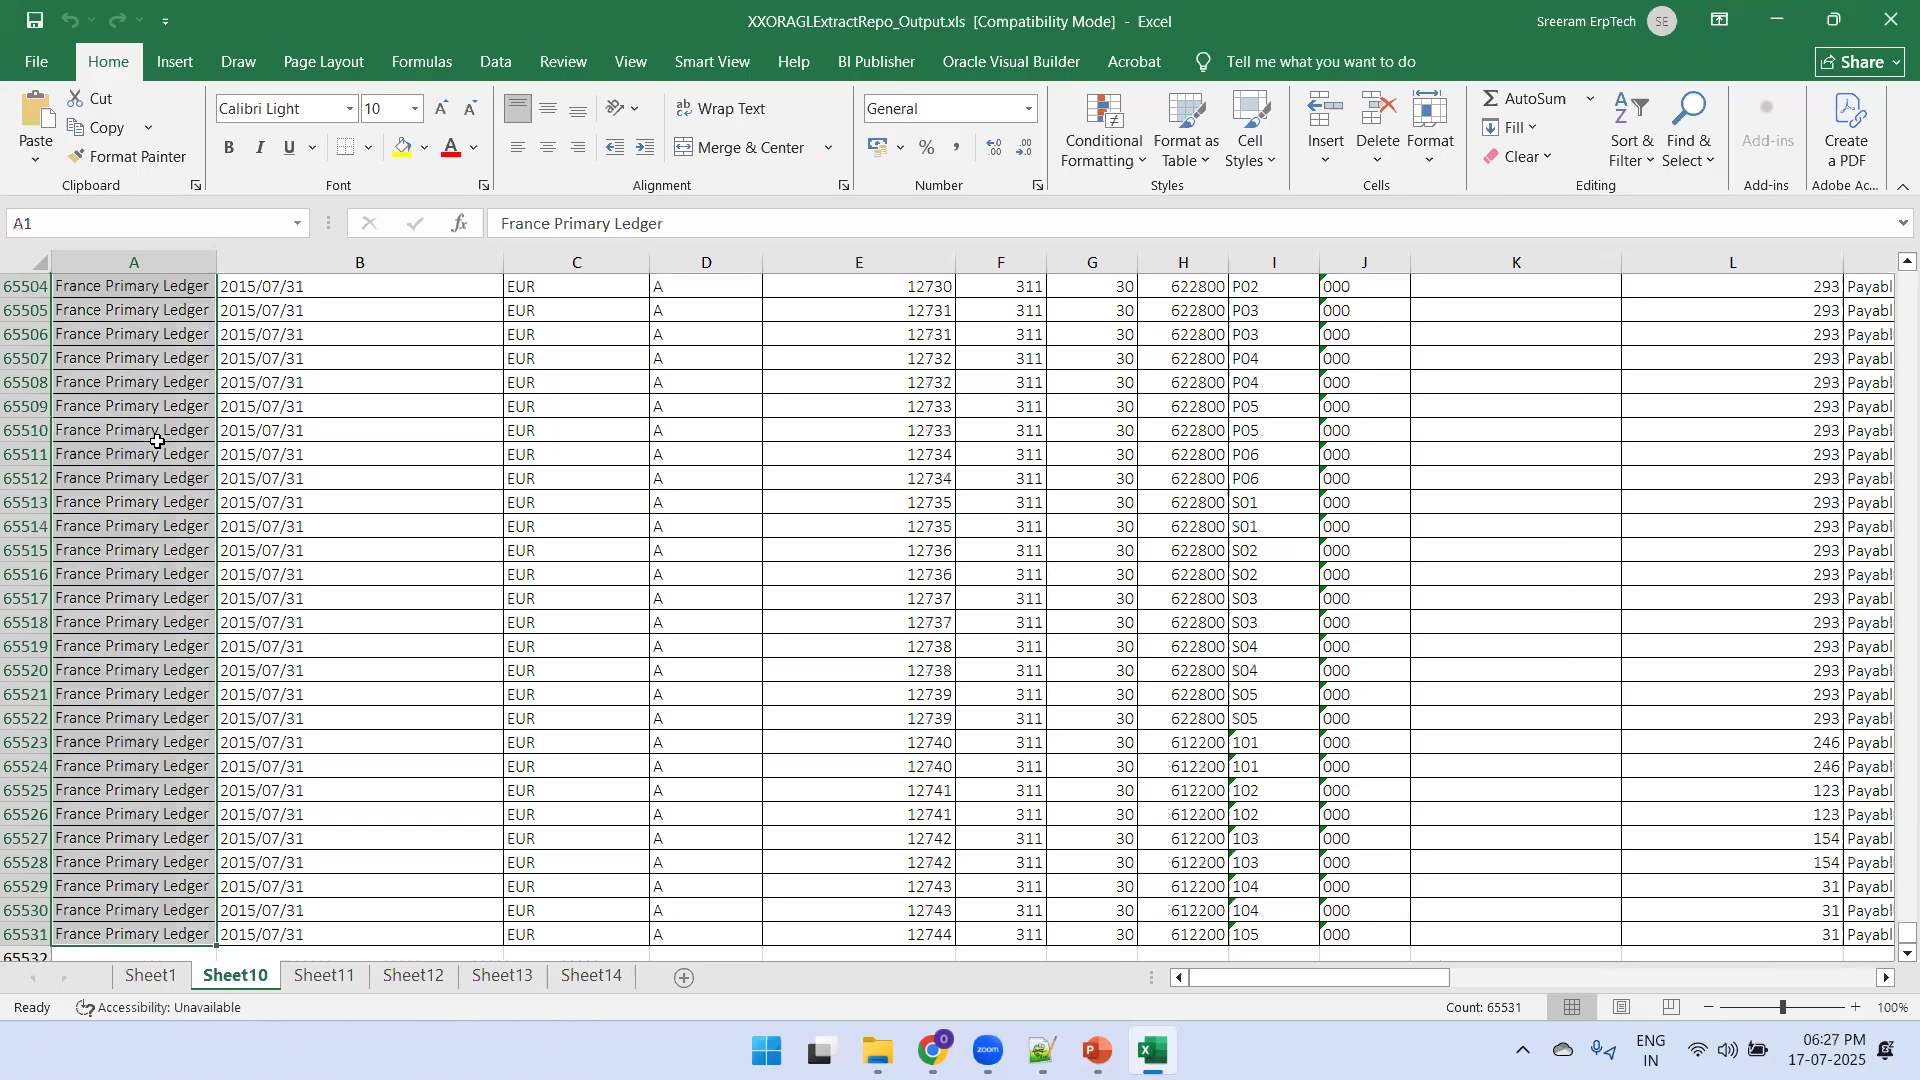 XXORAGLExtractRepo_Output.xls [Compatibility Mode] - Excel
Sreeram ErpTech SE
File Home Insert Draw Page Layout Formulas Data Review View Smart View Help BI Publisher Oracle Visual Builder Acrobat Tell me what you want to do Share
Paste Cut Copy Format Painter Clipboard
Calibri Light 10 B I U A Font
Wrap Text Merge & Center Alignment
General % , Number
Conditional Formatting Format as Table Cell Styles Styles
Insert Delete Format Cells
AutoSum Fill Clear Sort & Filter Find & Select Editing
Add-ins Add-ins
Create a PDF Adobe Ac...
A1 fx France Primary Ledger
A B C D E F G H I J K L
65504 France Primary Ledger 2015/07/31 EUR A 12730 311 30 622800 P02 000 293 Payabl
65505 France Primary Ledger 2015/07/31 EUR A 12731 311 30 622800 P03 000 293 Payabl
65506 France Primary Ledger 2015/07/31 EUR A 12731 311 30 622800 P03 000 293 Payabl
65507 France Primary Ledger 2015/07/31 EUR A 12732 311 30 622800 P04 000 293 Payabl
65508 France Primary Ledger 2015/07/31 EUR A 12732 311 30 622800 P04 000 293 Payabl
65509 France Primary Ledger 2015/07/31 EUR A 12733 311 30 622800 P05 000 293 Payabl
65510 France Primary Ledger 2015/07/31 EUR A 12733 311 30 622800 P05 000 293 Payabl
65511 France Primary Ledger 2015/07/31 EUR A 12734 311 30 622800 P06 000 293 Payabl
65512 France Primary Ledger 2015/07/31 EUR A 12734 311 30 622800 P06 000 293 Payabl
65513 France Primary Ledger 2015/07/31 EUR A 12735 311 30 622800 S01 000 293 Payabl
65514 France Primary Ledger 2015/07/31 EUR A 12735 311 30 622800 S01 000 293 Payabl
65515 France Primary Ledger 2015/07/31 EUR A 12736 311 30 622800 S02 000 293 Payabl
65516 France Primary Ledger 2015/07/31 EUR A 12736 311 30 622800 S02 000 293 Payabl
65517 France Primary Ledger 2015/07/31 EUR A 12737 311 30 622800 S03 000 293 Payabl
65518 France Primary Ledger 2015/07/31 EUR A 12737 311 30 622800 S03 000 293 Payabl
65519 France Primary Ledger 2015/07/31 EUR A 12738 311 30 622800 S04 000 293 Payabl
65520 France Primary Ledger 2015/07/31 EUR A 12738 311 30 622800 S04 000 293 Payabl
65521 France Primary Ledger 2015/07/31 EUR A 12739 311 30 622800 S05 000 293 Payabl
65522 France Primary Ledger 2015/07/31 EUR A 12739 311 30 622800 S05 000 293 Payabl
65523 France Primary Ledger 2015/07/31 EUR A 12740 311 30 612200 101 000 246 Payabl
65524 France Primary Ledger 2015/07/31 EUR A 12740 311 30 612200 101 000 246 Payabl
65525 France Primary Ledger 2015/07/31 EUR A 12741 311 30 612200 102 000 123 Payabl
65526 France Primary Ledger 2015/07/31 EUR A 12741 311 30 612200 102 000 123 Payabl
65527 France Primary Ledger 2015/07/31 EUR A 12742 311 30 612200 103 000 154 Payabl
65528 France Primary Ledger 2015/07/31 EUR A 12742 311 30 612200 103 000 154 Payabl
65529 France Primary Ledger 2015/07/31 EUR A 12743 311 30 612200 104 000 31 Payabl
65530 France Primary Ledger 2015/07/31 EUR A 12743 311 30 612200 104 000 31 Payabl
65531 France Primary Ledger 2015/07/31 EUR A 12744 311 30 612200 105 000 31 Payabl
65532
Sheet1 Sheet10 Sheet11 Sheet12 Sheet13 Sheet14
Ready Accessibility: Unavailable Count: 65531 100%
zoom ENG IN 06:27 PM 17-07-2025